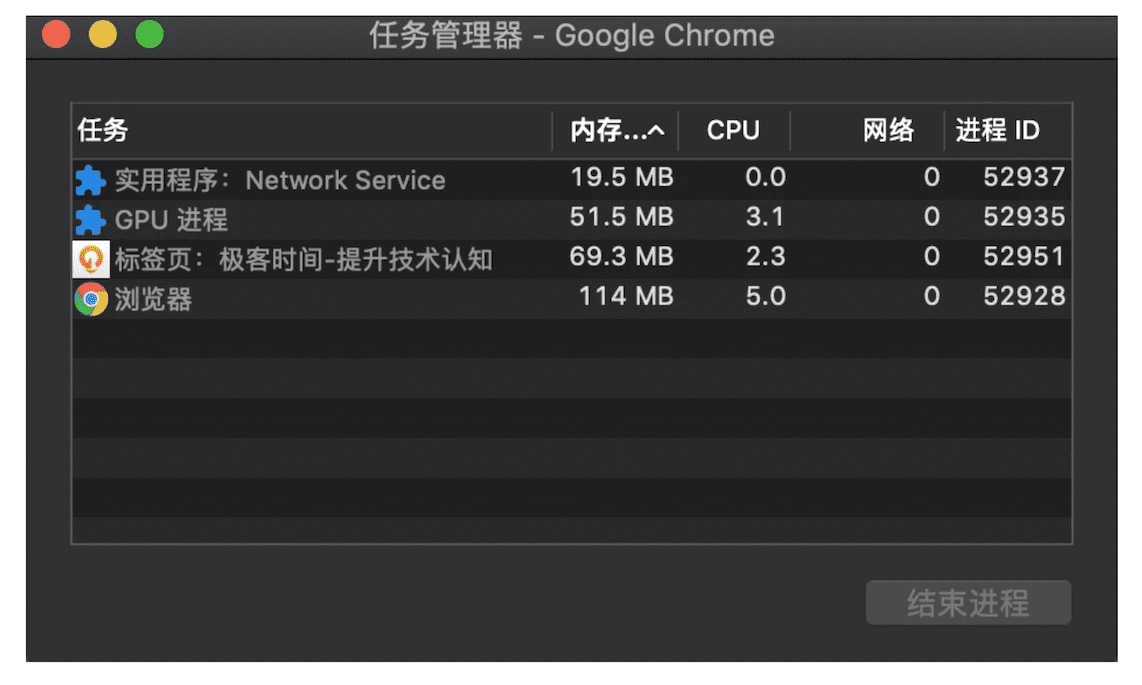 任务管理器 - Google Chrome
任务 内存... CPU 网络 进程 ID
实用程序：Network Service 19.5 MB 0.0 0 52937
GPU 进程 51.5 MB 3.1 0 52935
标签页：极客时间-提升技术认知 69.3 MB 2.3 0 52951
浏览器 114 MB 5.0 0 52928
结束进程